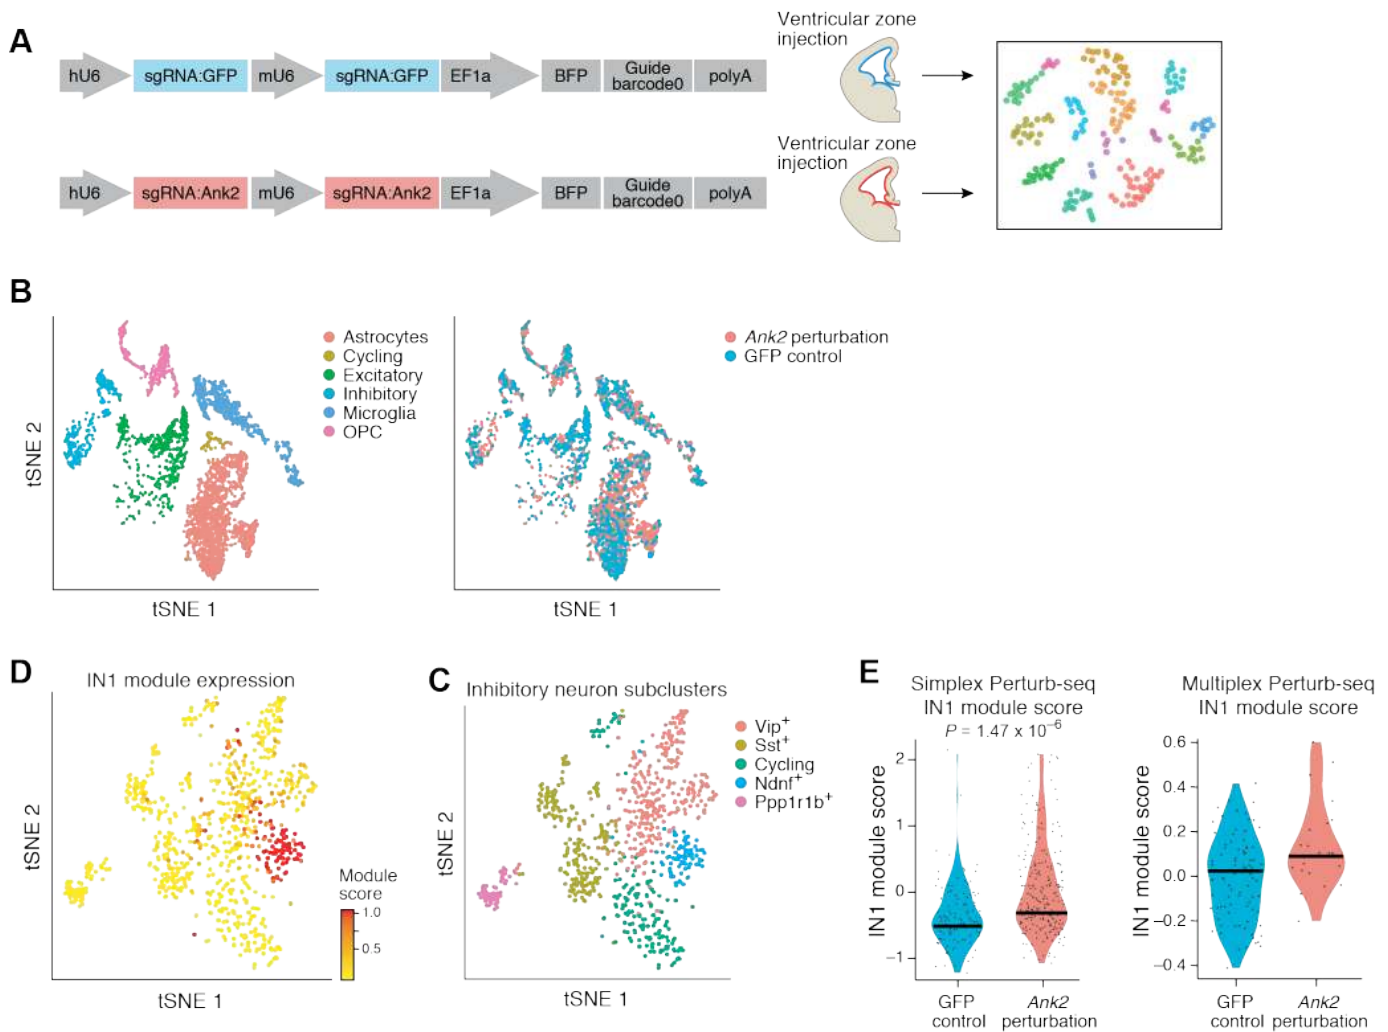 A
hU6
sgRNA:GFP
mU6
sgRNA:GFP
EF1a
BFP
Guide
barcode0
polyA
Ventricular zone
injection
hU6
sgRNA:Ank2
mU6
sgRNA:Ank2
EF1a
BFP
Guide
barcode0
polyA
Ventricular zone
injection
B
tSNE 2
tSNE 1
Astrocytes
Cycling
Excitatory
Inhibitory
Microglia
OPC
tSNE 1
Ank2 perturbation
GFP control
D
IN1 module expression
tSNE 2
tSNE 1
Module
score
1.0
0.5
C
Inhibitory neuron subclusters
tSNE 2
tSNE 1
Vip+
Sst+
Cycling
Ndnf+
Ppp1r1b+
E
Simplex Perturb-seq
IN1 module score
P = 1.47 x 10⁻⁶
IN1 module score
2
1
0
−1
GFP
control
Ank2
perturbation
Multiplex Perturb-seq
IN1 module score
IN1 module score
0.6
0.4
0.2
0.0
−0.2
−0.4
GFP
control
Ank2
perturbation